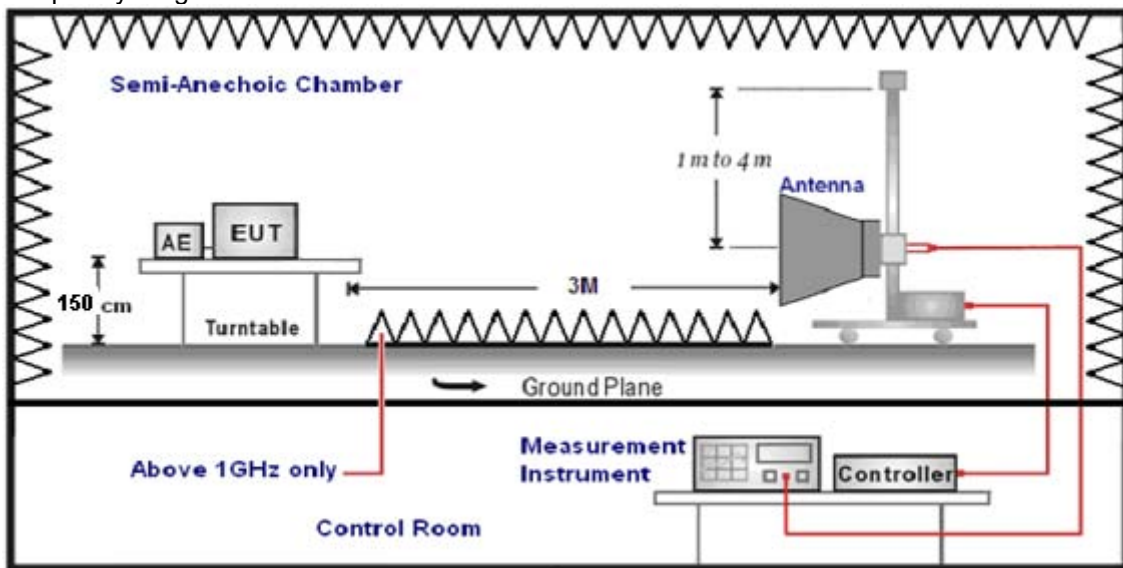 Semi-Anechoic Chamber
1 m to 4 m
Antenna
AE
EUT
150 cm
3M
Turntable
Ground Plane
Above 1GHz only
Measurement
Instrument
Controller
Control Room